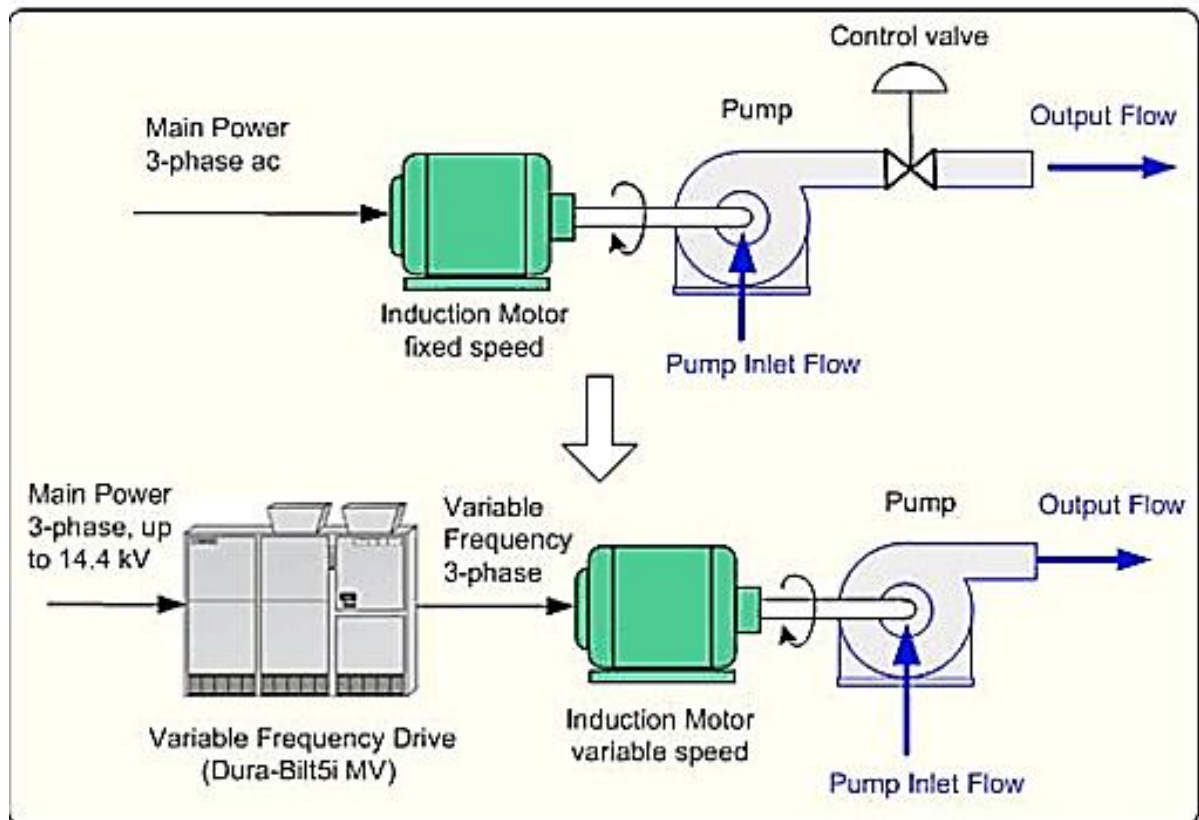 Control valve
Pump
Output Flow
Main Power
3-phase ac
Induction Motor
fixed speed
Pump Inlet Flow
Main Power
3-phase, up
to 14.4 kV
Variable
Frequency
3-phase
Pump
Output Flow
Variable Frequency Drive
(Dura-Bilt5i MV)
Induction Motor
variable speed
Pump Inlet Flow